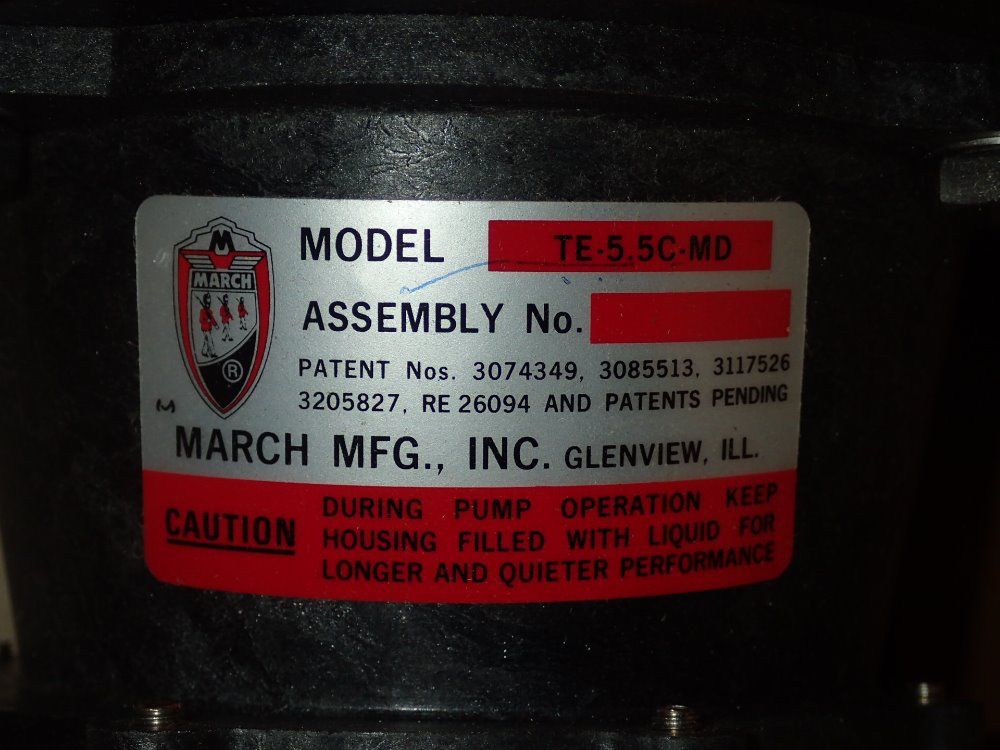 M
MARCH
®
MODEL TE-5.5C-MD
ASSEMBLY No.
PATENT Nos. 3074349, 3085513, 3117526
3205827, RE 26094 AND PATENTS PENDING
MARCH MFG., INC. GLENVIEW, ILL.
CAUTION
DURING PUMP OPERATION KEEP
HOUSING FILLED WITH LIQUID FOR
LONGER AND QUIETER PERFORMANCE